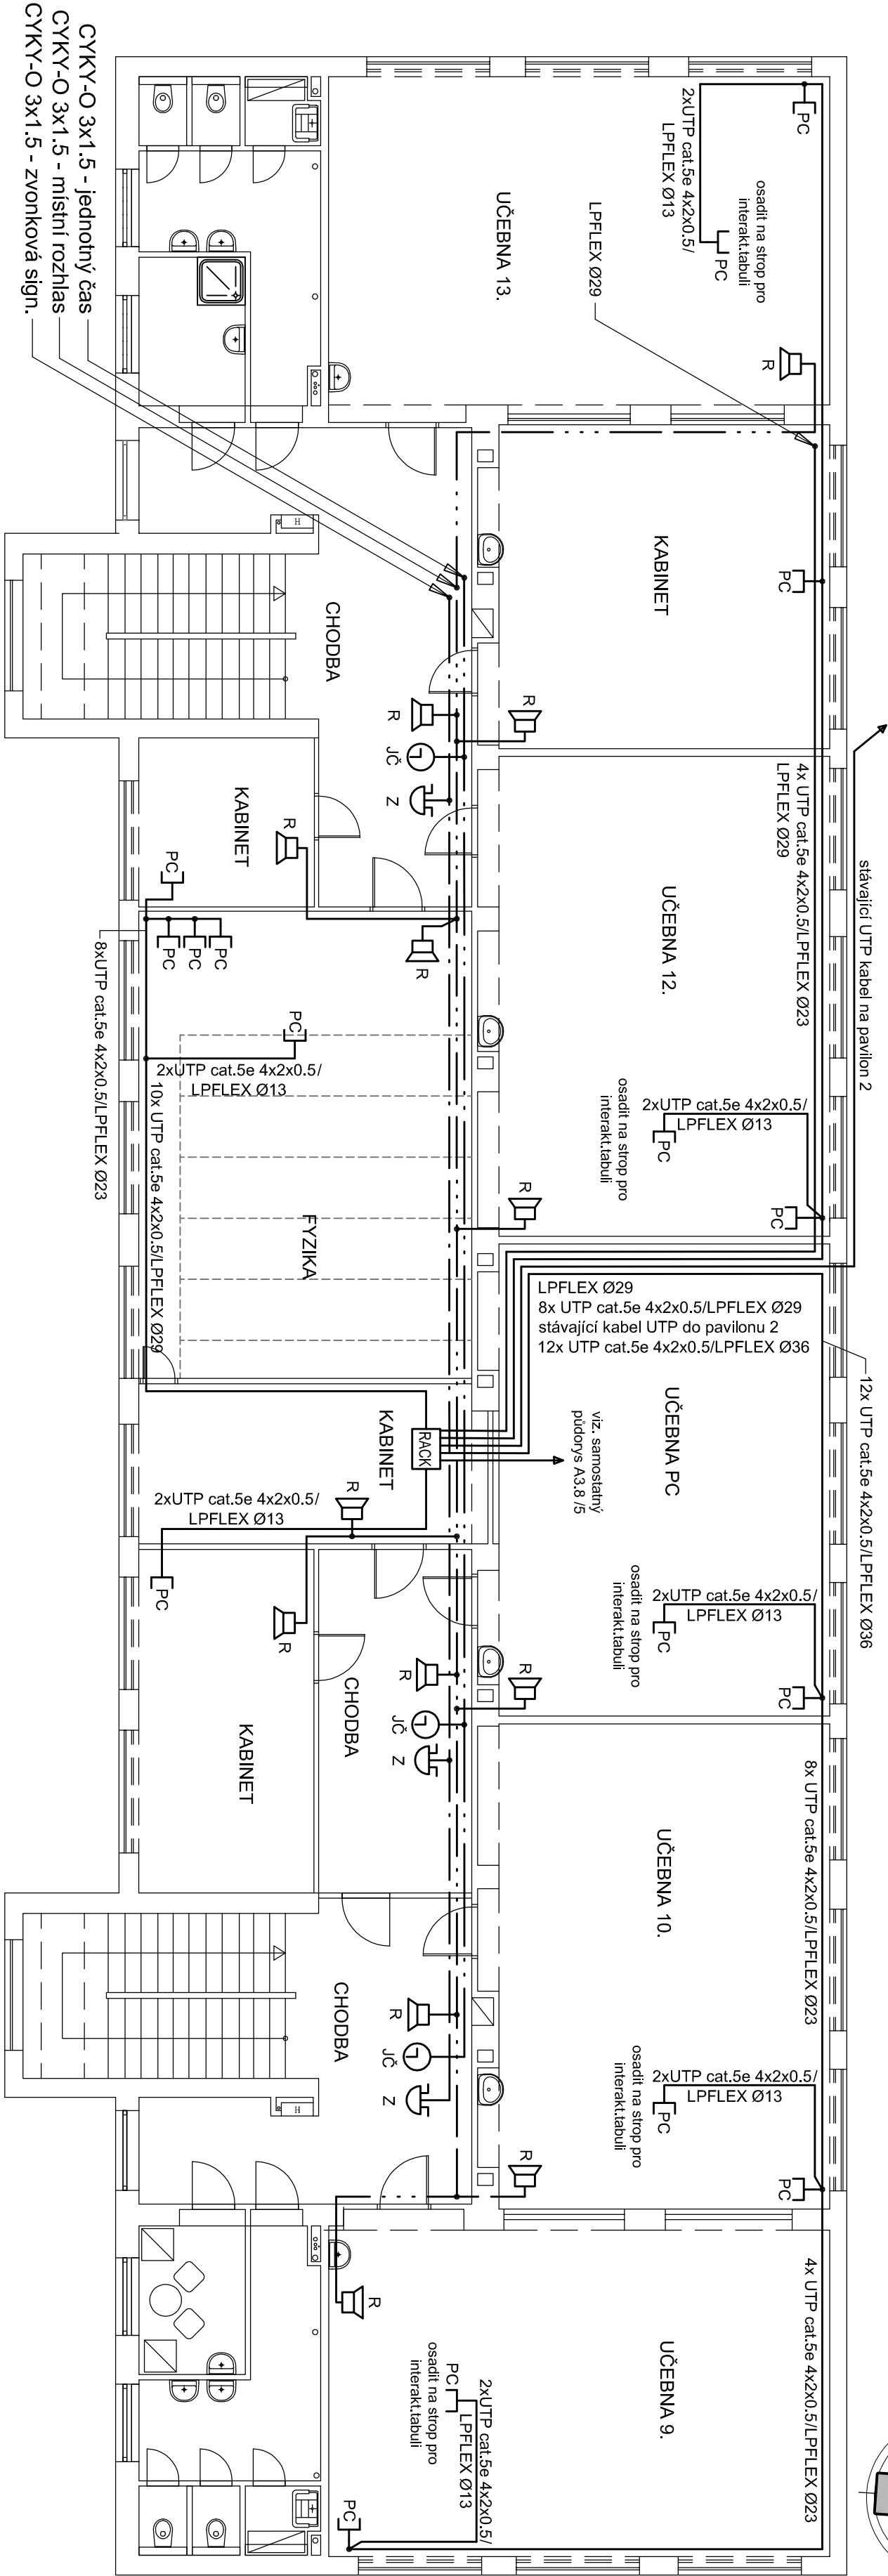 CYKY-O 3x1.5 - jednotný čas
CYKY-O 3x1.5 - místní rozhlas
CYKY-O 3x1.5 - zvonková sign.
PC
2xUTP cat.5e 4x2x0.5/
LPFLEX Ø13
osadit na strop pro
interakt.tabuli
PC
UČEBNA 13.
LPFLEX Ø29
R
KABINET
PC
H
CHODBA
R
R
JČ
Z
KABINET
R
PC
PC
PC
PC
R
8xUTP cat.5e 4x2x0.5/LPFLEX Ø23
4x UTP cat.5e 4x2x0.5/LPFLEX Ø23
LPFLEX Ø29
stávající UTP kabel na pavilon 2
UČEBNA 12.
PC
2xUTP cat.5e 4x2x0.5/
LPFLEX Ø13
10x UTP cat.5e 4x2x0.5/LPFLEX Ø29
FYZIKA
osadit na strop pro
interakt.tabuli
2xUTP cat.5e 4x2x0.5/
LPFLEX Ø13
PC
PC
R
LPFLEX Ø29
8x UTP cat.5e 4x2x0.5/LPFLEX Ø29
stávající kabel UTP do pavilonu 2
12x UTP cat.5e 4x2x0.5/LPFLEX Ø36
12x UTP cat.5e 4x2x0.5/LPFLEX Ø36
UČEBNA PC
viz. samostatný
půdorys A3.8 /5
RACK
KABINET
2xUTP cat.5e 4x2x0.5/
LPFLEX Ø13
R
PC
R
osadit na strop pro
interakt.tabuli
2xUTP cat.5e 4x2x0.5/
LPFLEX Ø13
PC
PC
R
R
JČ
Z
CHODBA
KABINET
8x UTP cat.5e 4x2x0.5/LPFLEX Ø23
UČEBNA 10.
CHODBA
R
JČ
Z
H
osadit na strop pro
interakt.tabuli
2xUTP cat.5e 4x2x0.5/
LPFLEX Ø13
PC
PC
R
R
4x UTP cat.5e 4x2x0.5/LPFLEX Ø23
UČEBNA 9.
osadit na strop pro
interakt.tabuli
PC
2xUTP cat.5e 4x2x0.5/
LPFLEX Ø13
PC